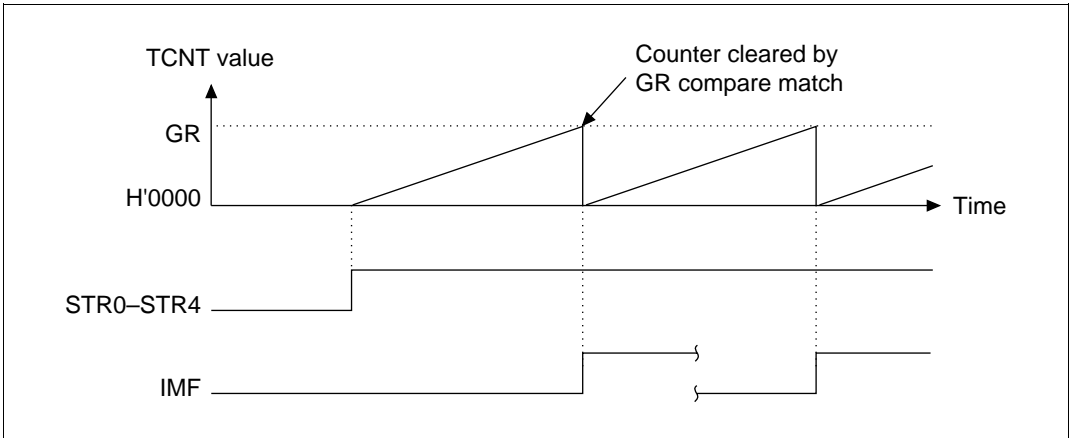 TCNT value
Counter cleared by
GR compare match
GR
H'0000
Time
STR0–STR4
IMF